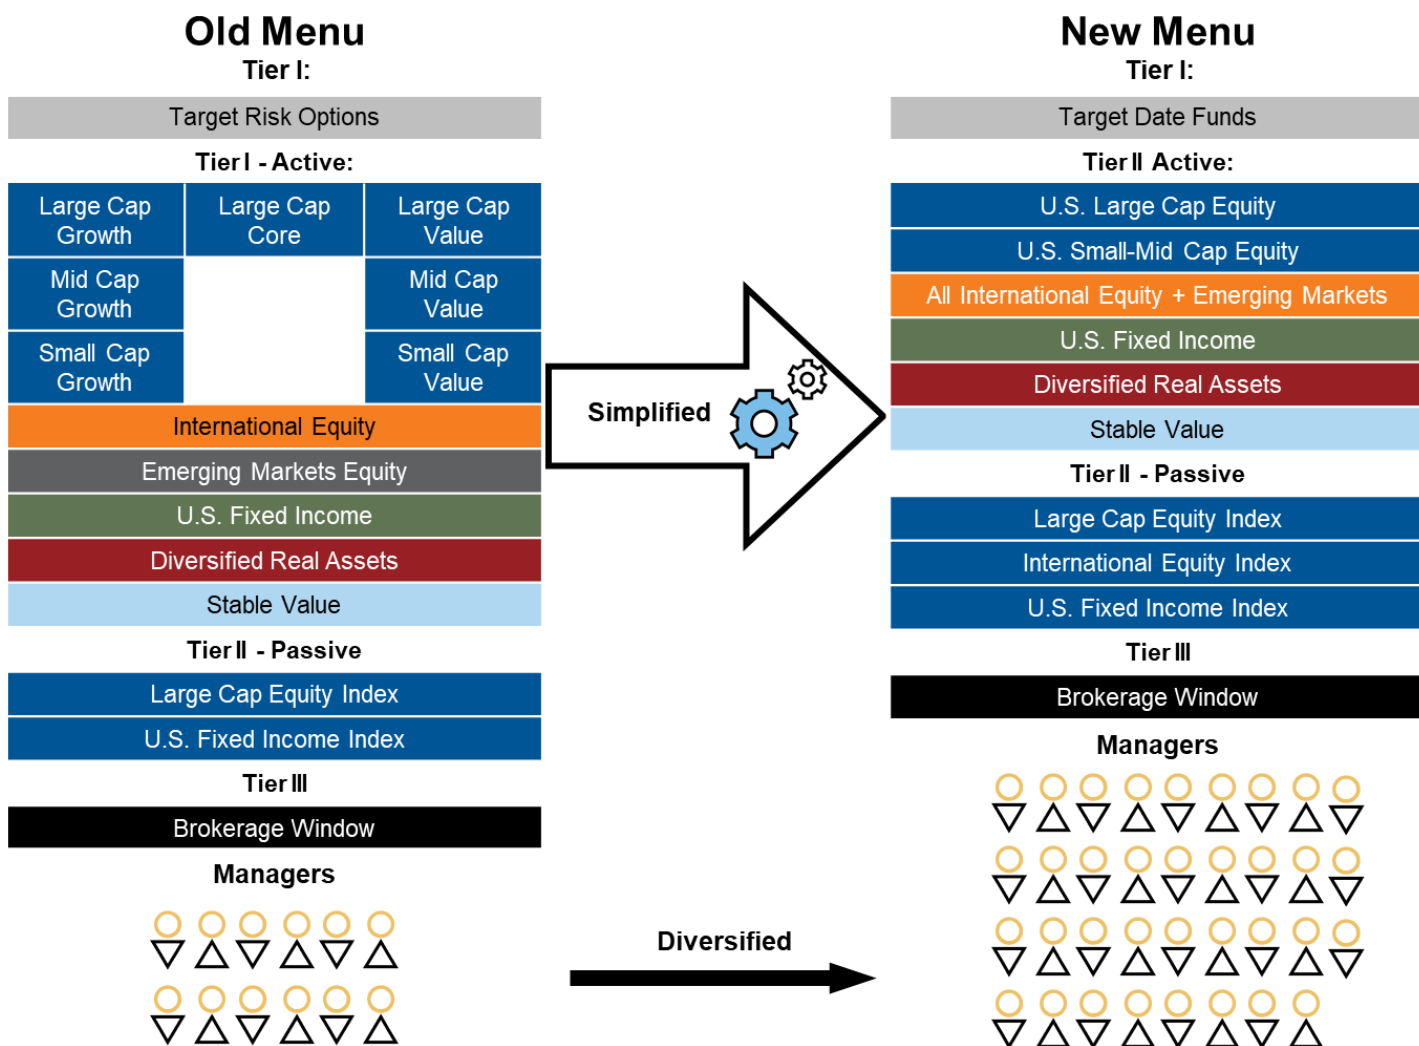 Old Menu
Tier I:
Target Risk Options
Tier I - Active:
Large Cap
Growth
Large Cap
Core
Large Cap
Value
Mid Cap
Growth
Mid Cap
Value
Small Cap
Growth
Small Cap
Value
International Equity
Emerging Markets Equity
U.S. Fixed Income
Diversified Real Assets
Stable Value
Tier II - Passive
Large Cap Equity Index
U.S. Fixed Income Index
Tier III
Brokerage Window
Managers
Simplified
Diversified
New Menu
Tier I:
Target Date Funds
Tier II Active:
U.S. Large Cap Equity
U.S. Small-Mid Cap Equity
All International Equity + Emerging Markets
U.S. Fixed Income
Diversified Real Assets
Stable Value
Tier II - Passive
Large Cap Equity Index
International Equity Index
U.S. Fixed Income Index
Tier III
Brokerage Window
Managers